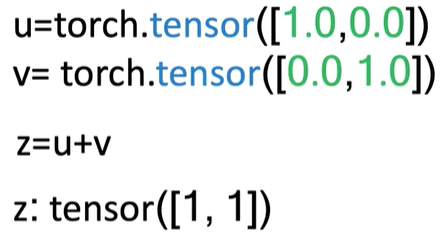 u=torch.tensor([1.0,0.0])
v= torch.tensor([0.0,1.0])
z=u+v
z: tensor([1, 1])